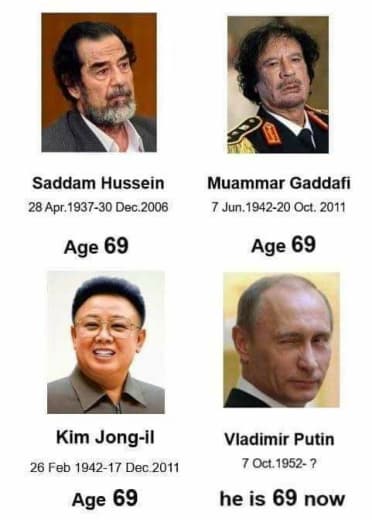 Saddam Hussein
28 Apr.1937-30 Dec.2006
Age 69
Muammar Gaddafi
7 Jun.1942-20 Oct. 2011
Age 69
Kim Jong-il
26 Feb 1942-17 Dec.2011
Age 69
Vladimir Putin
7 Oct.1952- ?
he is 69 now